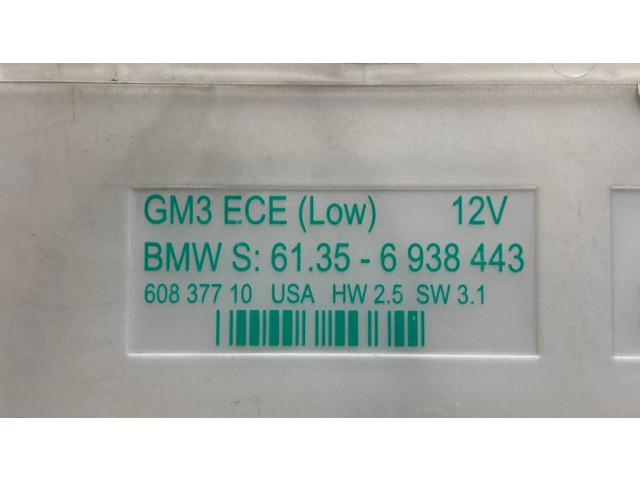 GM3 ECE (Low) 12V
BMW S: 61.35 - 6 938 443
608 377 10 USA HW 2.5 SW 3.1